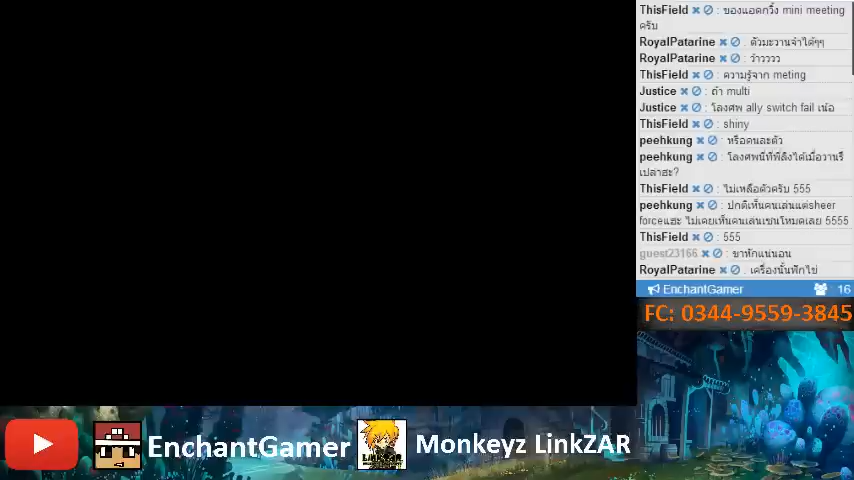 ThisField : ของแอดกวิ้ง mini meeting
ครับ
RoyalPatarine : ตัวมะวานจำได้ๆๆ
RoyalPatarine : ว้าวววว
ThisField : ความรู้จาก meting
Justice : ถ้า multi
Justice : โลงศพ ally switch fail เน้อ
ThisField : shiny
peehkung : หรือคนละตัว
peehkung : โลงศพนี่ที่พี่ลิงได้เมื่อวานรึ
เปล่าฮะ?
ThisField : ไม่เหลือตัวครับ 555
peehkung : ปกติเห็นคนเล่นแต่sheer
forceแฮะ ไม่เคยเห็นคนเล่นเซนโหมดเลย 5555
ThisField : 555
guest23166 : ขาหักแน่นอน
RoyalPatarine : เครื่องนั้นฟักไข่
EnchantGamer 16
FC: 0344-9559-3845
EnchantGamer Monkeyz LinkZAR